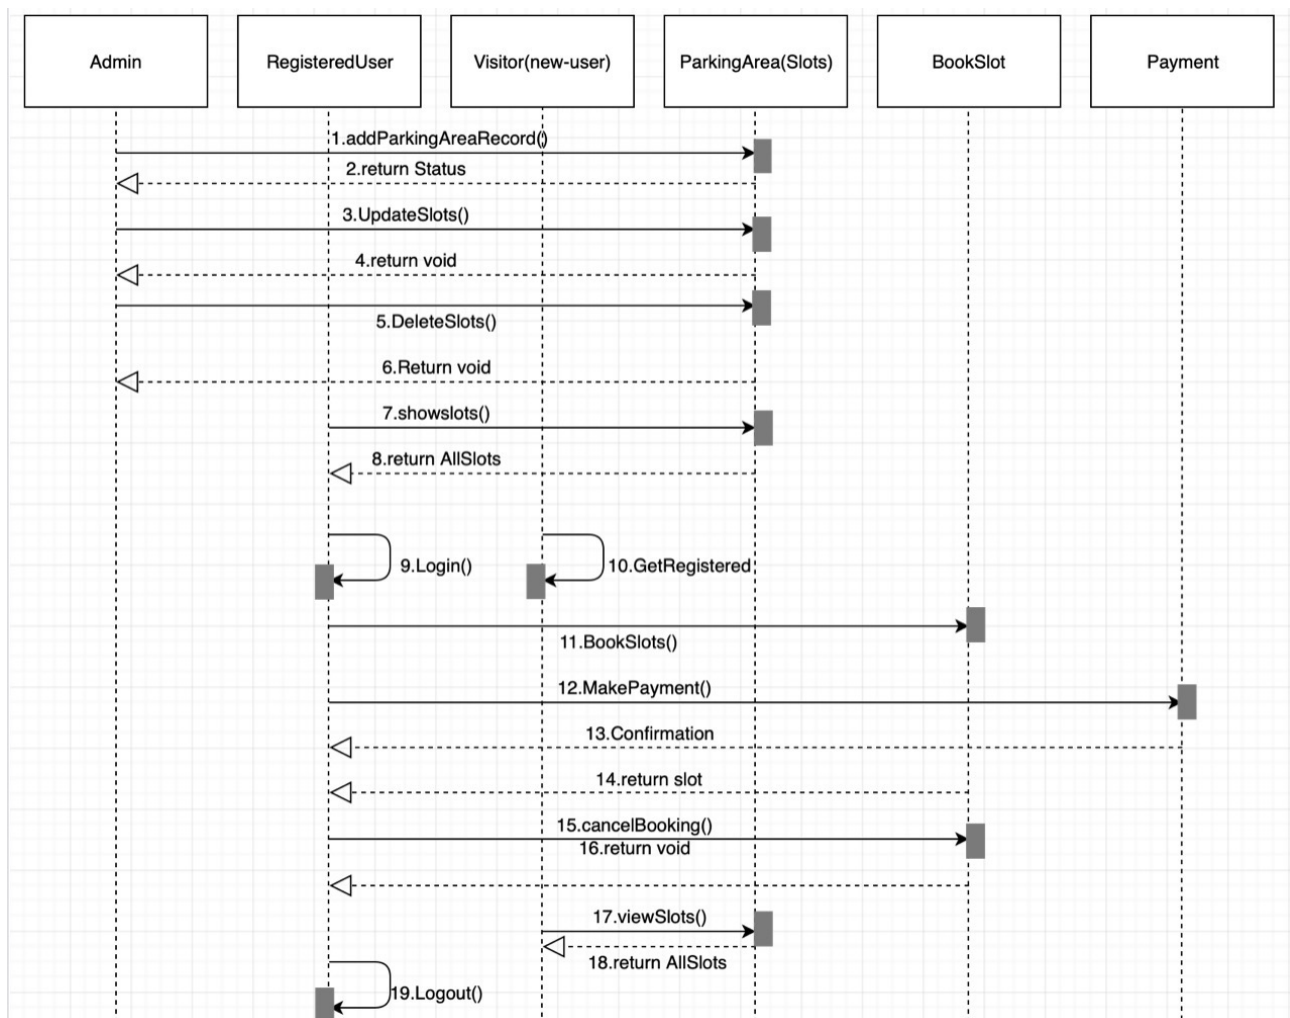 Admin
RegisteredUser
Visitor(new-user)
ParkingArea(Slots)
BookSlot
Payment
1.addParkingAreaRecord()
2.return Status
3.UpdateSlots()
4.return void
5.DeleteSlots()
6.Return void
7.showslots()
8.return AllSlots
9.Login()
10.GetRegistered
11.BookSlots()
12.MakePayment()
13.Confirmation
14.return slot
15.cancelBooking()
16.return void
17.viewSlots()
18.return AllSlots
19.Logout()